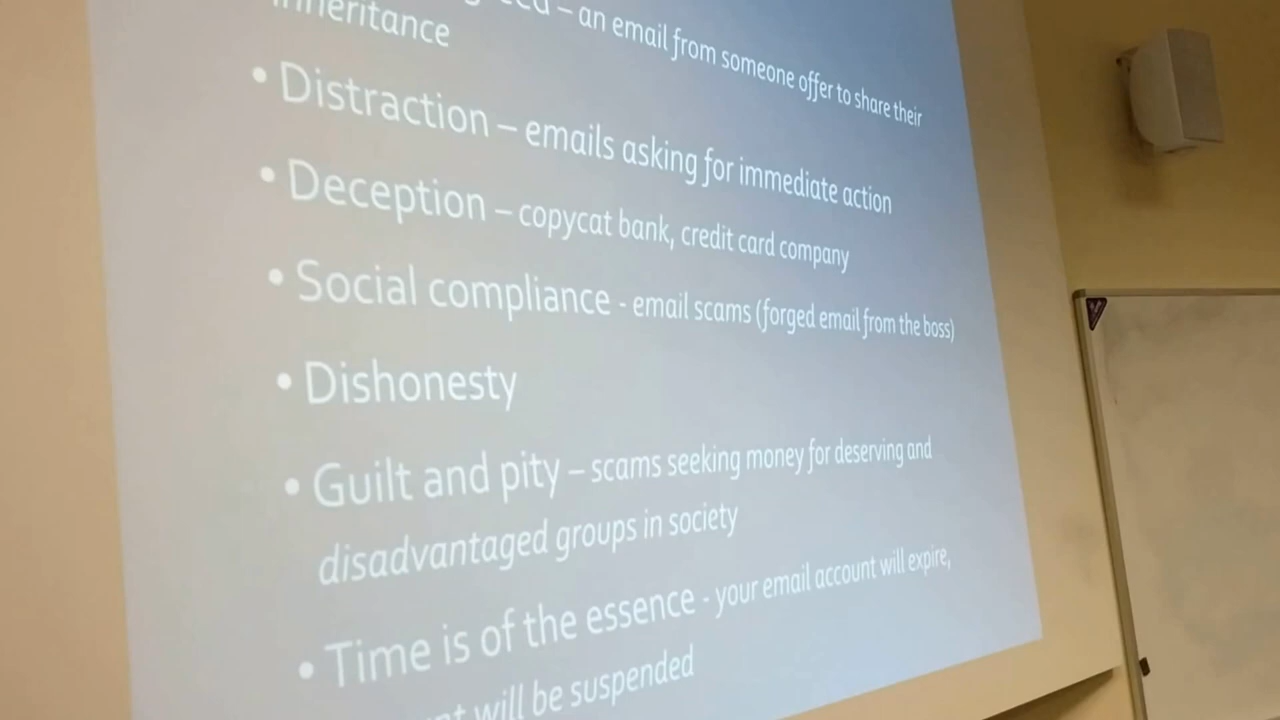 – an email from someone offer to share their
inheritance
• Distraction – emails asking for immediate action
• Deception – copycat bank, credit card company
• Social compliance - email scams (forged email from the boss)
• Dishonesty
• Guilt and pity – scams seeking money for deserving and
disadvantaged groups in society
• Time is of the essence - your email account will expire,
will be suspended